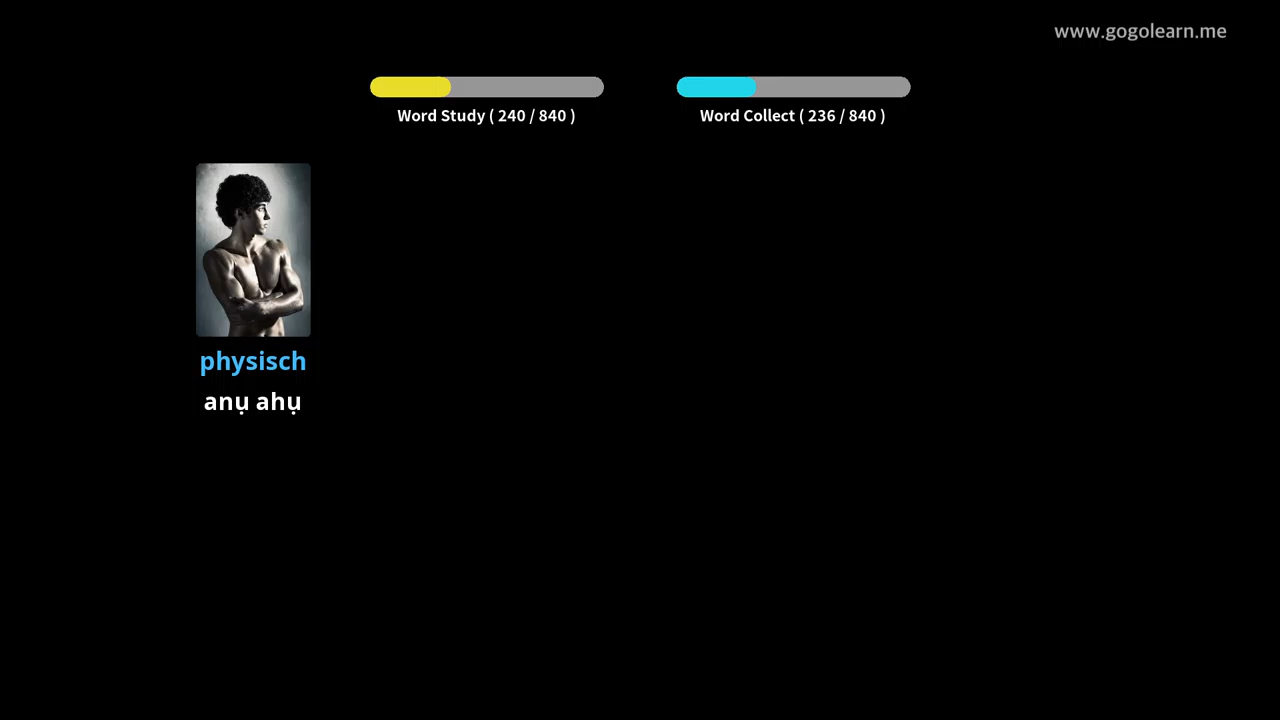 www.gogolearn.me
Word Study ( 240 / 840 )
Word Collect ( 236 / 840 )
physisch
anụ ahụ